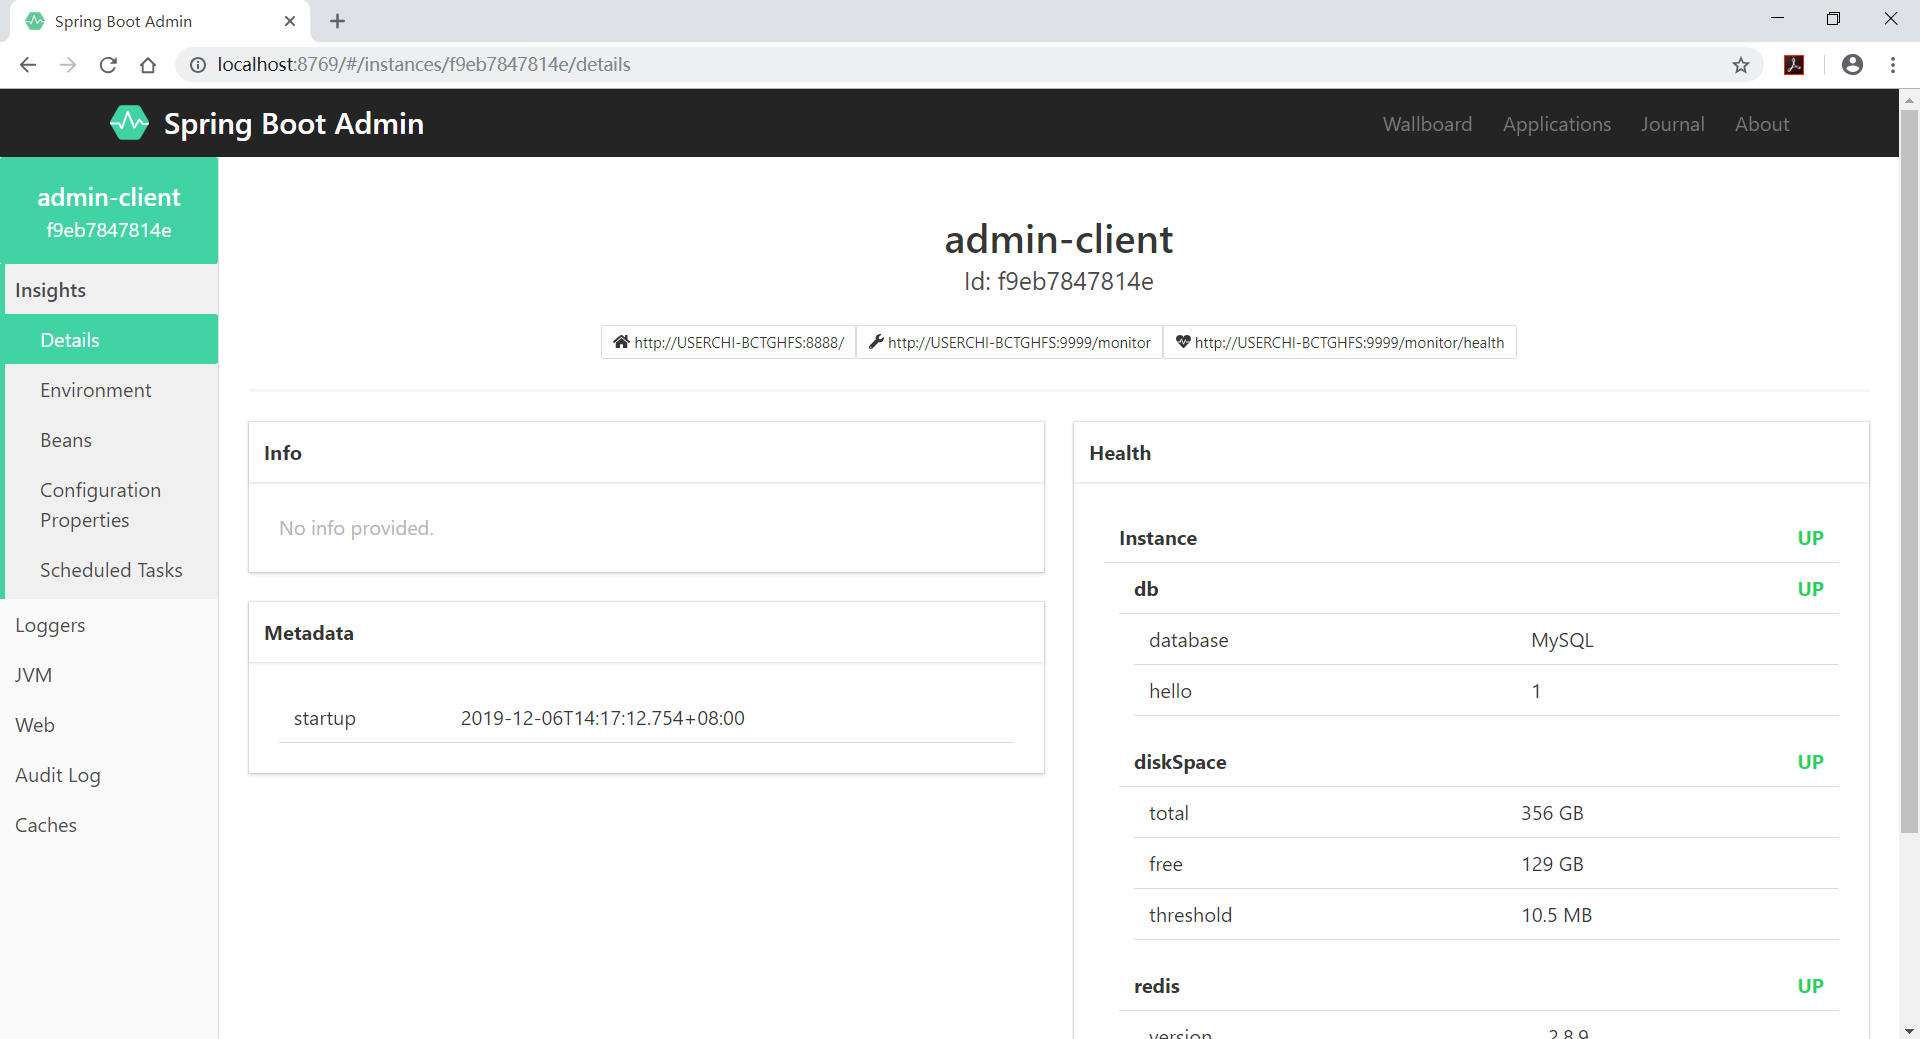 Spring Boot Admin
localhost:8769/#/instances/f9eb7847814e/details
Spring Boot Admin
Wallboard Applications Journal About
admin-client
f9eb7847814e
Insights
Details
Environment
Beans
Configuration
Properties
Scheduled Tasks
Loggers
JVM
Web
Audit Log
Caches
admin-client
Id: f9eb7847814e
http://USERCHI-BCTGHFS:8888/ http://USERCHI-BCTGHFS:9999/monitor http://USERCHI-BCTGHFS:9999/monitor/health
Info
No info provided.
Metadata
startup 2019-12-06T14:17:12.754+08:00
Health
Instance UP
db UP
database MySQL
hello 1
diskSpace UP
total 356 GB
free 129 GB
threshold 10.5 MB
redis UP
version 2.8.9